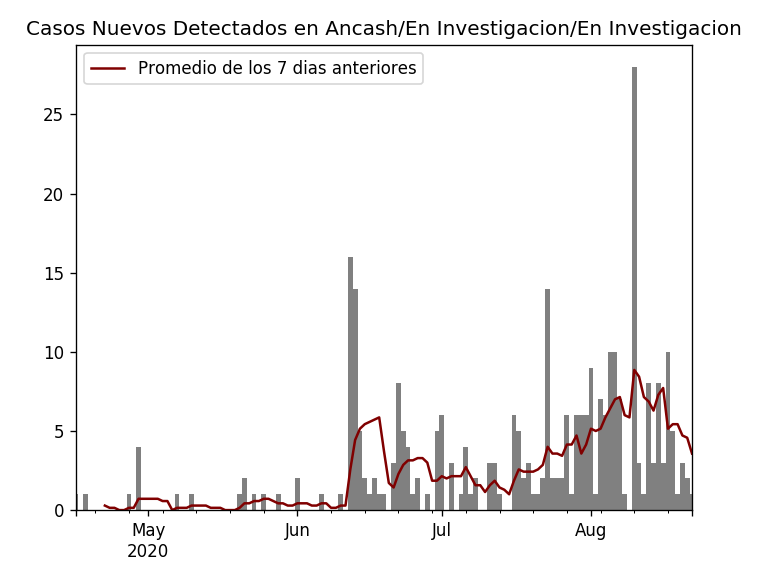 Casos Nuevos Detectados en Ancash/En Investigacion/En Investigacion
Promedio de los 7 dias anteriores
25
20
15
10
5
0
May
2020
Jun
Jul
Aug